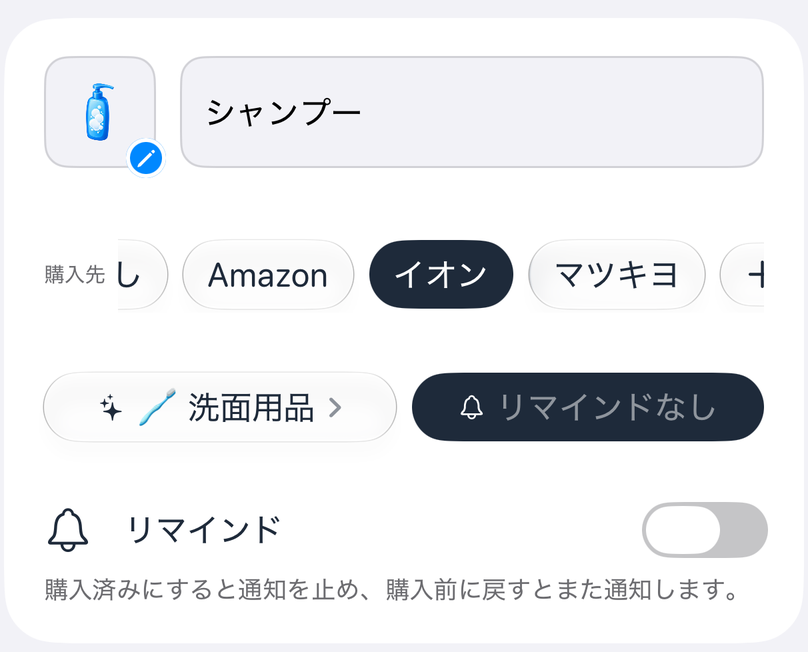 シャンプー
購入先 し Amazon イオン マツキヨ
洗面用品 リマインドなし
リマインド
購入済みにすると通知を止め、購入前に戻すとまた通知します。